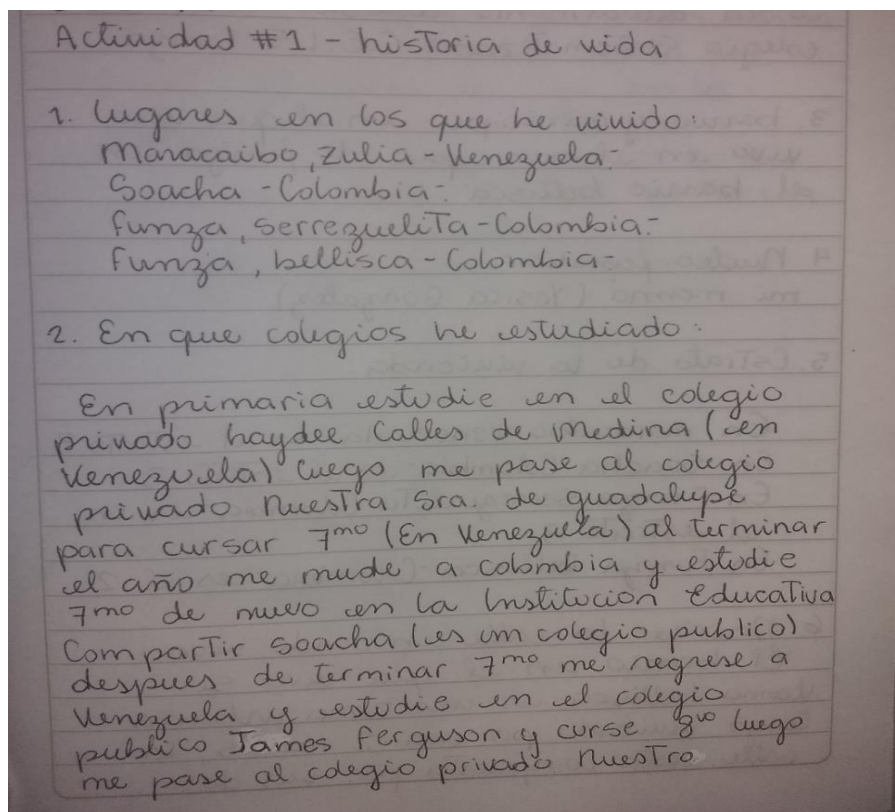 Actividad #1 - historia de vida
1. lugares en los que he vivido:
Maracaibo, Zulia - Venezuela-
Soacha - Colombia-
funza, serrezuelita - Colombia-
funza, bellisca - Colombia-
2. En que colegios he estudiado:
En primaria estudie en el colegio
privado haydee Calles de Medina (en
Venezuela) luego me pase al colegio
privado Nuestra Sra. de guadalupe
para cursar 7mo (En Venezuela) al terminar
el año me mude a colombia y estudie
7mo de nuevo en la Institución Educativa
Compartir Soacha (es un colegio publico)
despues de terminar 7mo me regrese a
Venezuela y estudie en el colegio
publico James ferguson y curse 8vo luego
me pase al colegio privado Nuestro